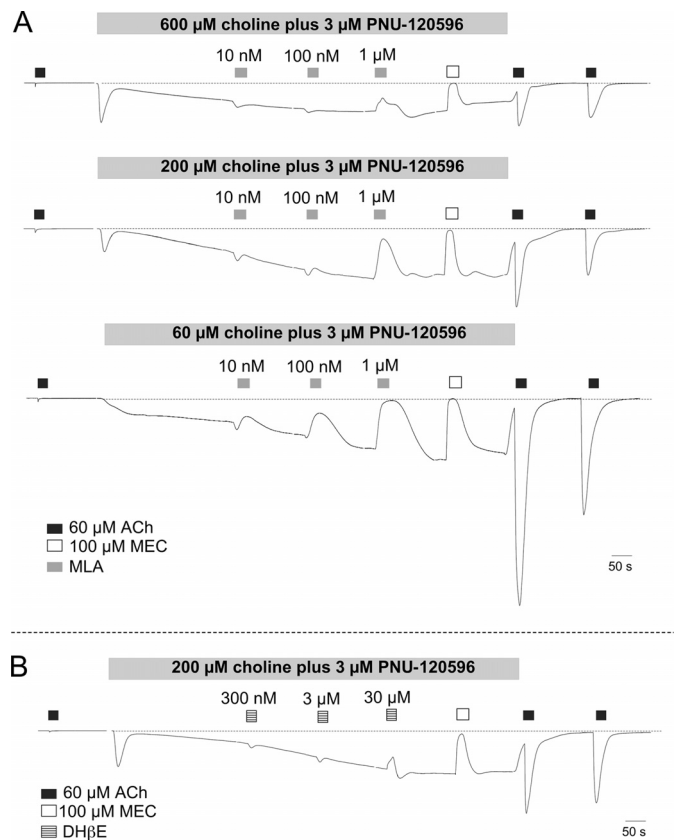 A
600 µM choline plus 3 µM PNU-120596
10 nM 100 nM 1 µM
200 µM choline plus 3 µM PNU-120596
10 nM 100 nM 1 µM
60 µM choline plus 3 µM PNU-120596
10 nM 100 nM 1 µM
60 µM ACh
100 µM MEC
MLA
50 s
B
200 µM choline plus 3 µM PNU-120596
300 nM 3 µM 30 µM
60 µM ACh
100 µM MEC
DHβE
50 s